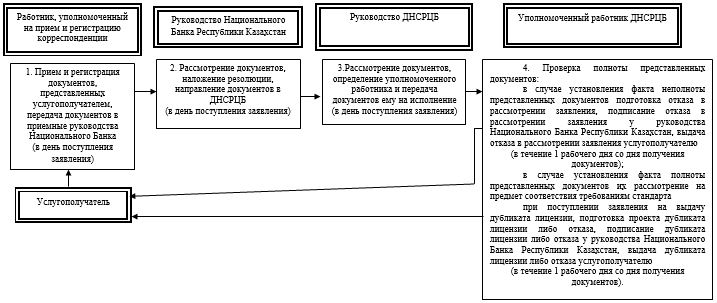 Работник, уполномоченный
на прием и регистрацию
корреспонденции
Руководство Национального
Банка Республики Казахстан
Руководство ДНСРЦБ
Уполномоченный работник ДНСРЦБ
1. Прием и регистрация
документов,
представленных
услугополучателем,
передача документов в
приемные руководства
Национального Банка
(в день поступления
заявления)
2. Рассмотрение документов,
наложение резолюции,
направление документов в
ДНСРЦБ
(в день поступления заявления)
3.Рассмотрение документов,
определение уполномоченного
работника и передача
документов ему на исполнение
(в день поступления заявления)
4. Проверка полноты представленных
документов:
в случае установления факта неполноты
представленных документов подготовка отказа в
рассмотрении заявления, подписание отказа в
рассмотрении заявления у руководства
Национального Банка Республики Казахстан, выдача
отказа в рассмотрении заявления услугополучателю
(в течение 1 рабочего дня со дня получения
документов);
в случае установления факта полноты
представленных документов их рассмотрение на
предмет соответствия требованиям стандарта
при поступлении заявления на выдачу
дубликата лицензии, подготовка проекта дубликата
лицензии либо отказа, подписание дубликата
лицензии либо отказа у руководства Национального
Банка Республики Казахстан, выдача дубликата
лицензии либо отказа услугополучателю
(в течение 1 рабочего дня со дня получения
документов).
Услугополучатель